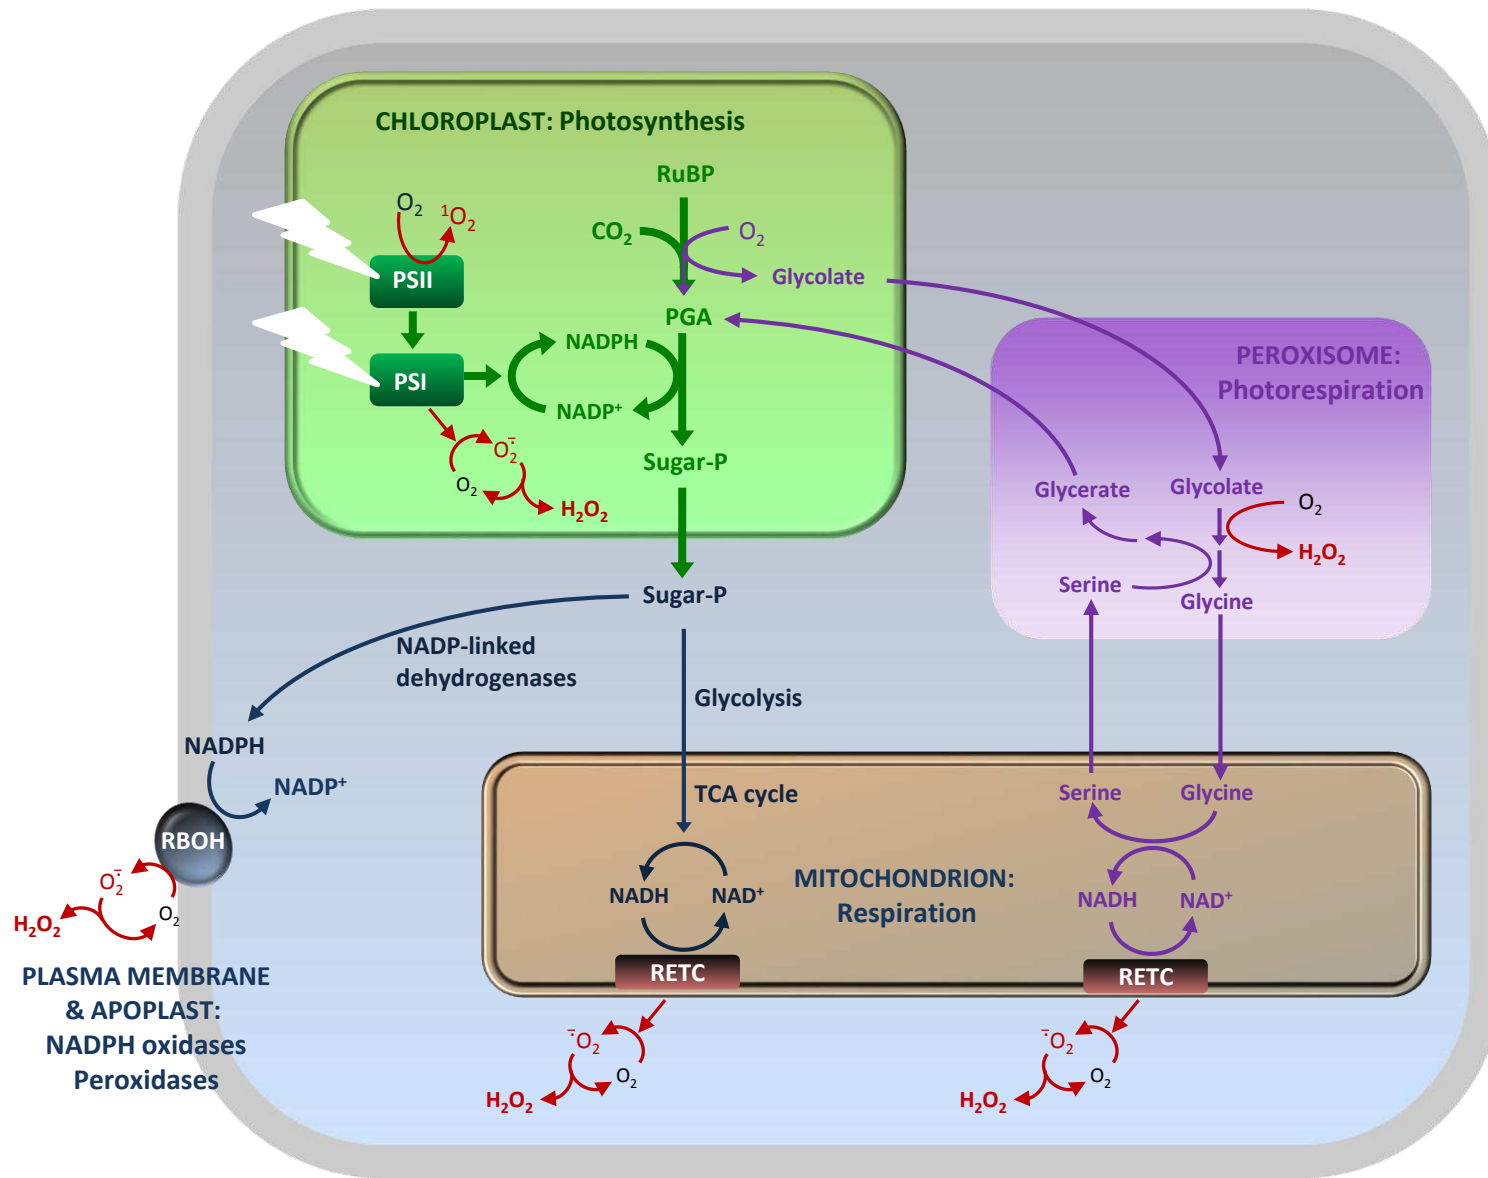 CHLOROPLAST: Photosynthesis
RuBP
O₂
¹O₂
CO₂
O₂
PSII
Glycolate
PGA
NADPH
PSI
NADP⁺
O₂•̄
O₂
H₂O₂
Sugar-P
PEROXISOME:
Photorespiration
Glycerate
Glycolate
O₂
H₂O₂
Serine
Glycine
Sugar-P
NADP-linked
dehydrogenases
Glycolysis
NADPH
NADP⁺
RBOH
O₂•̄
O₂
H₂O₂
PLASMA MEMBRANE
& APOPLAST:
NADPH oxidases
Peroxidases
TCA cycle
Serine
Glycine
NADH
NAD⁺
MITOCHONDRION:
Respiration
NADH
NAD⁺
RETC
RETC
•̄O₂
O₂
H₂O₂
•̄O₂
O₂
H₂O₂